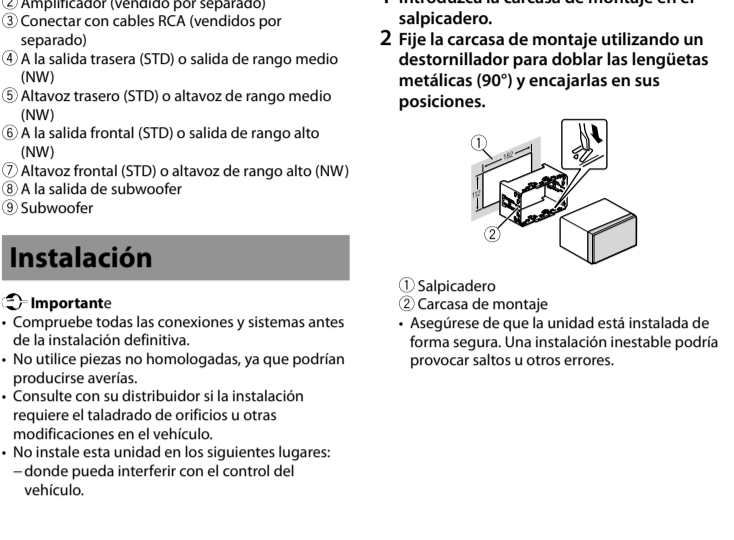 ② Amplificador (vendido por separado)
③ Conectar con cables RCA (vendidos por
separado)
④ A la salida trasera (STD) o salida de rango medio
(NW)
⑤ Altavoz trasero (STD) o altavoz de rango medio
(NW)
⑥ A la salida frontal (STD) o salida de rango alto
(NW)
⑦ Altavoz frontal (STD) o altavoz de rango alto (NW)
⑧ A la salida de subwoofer
⑨ Subwoofer
Instalación
Importante
• Compruebe todas las conexiones y sistemas antes
de la instalación definitiva.
• No utilice piezas no homologadas, ya que podrían
producirse averías.
• Consulte con su distribuidor si la instalación
requiere el taladrado de orificios u otras
modificaciones en el vehículo.
• No instale esta unidad en los siguientes lugares:
– donde pueda interferir con el control del
vehículo.
1 Introduzca la carcasa de montaje en el
salpicadero.
2 Fije la carcasa de montaje utilizando un
destornillador para doblar las lengüetas
metálicas (90°) y encajarlas en sus
posiciones.
①
182
112
②
① Salpicadero
② Carcasa de montaje
• Asegúrese de que la unidad está instalada de
forma segura. Una instalación inestable podría
provocar saltos u otros errores.